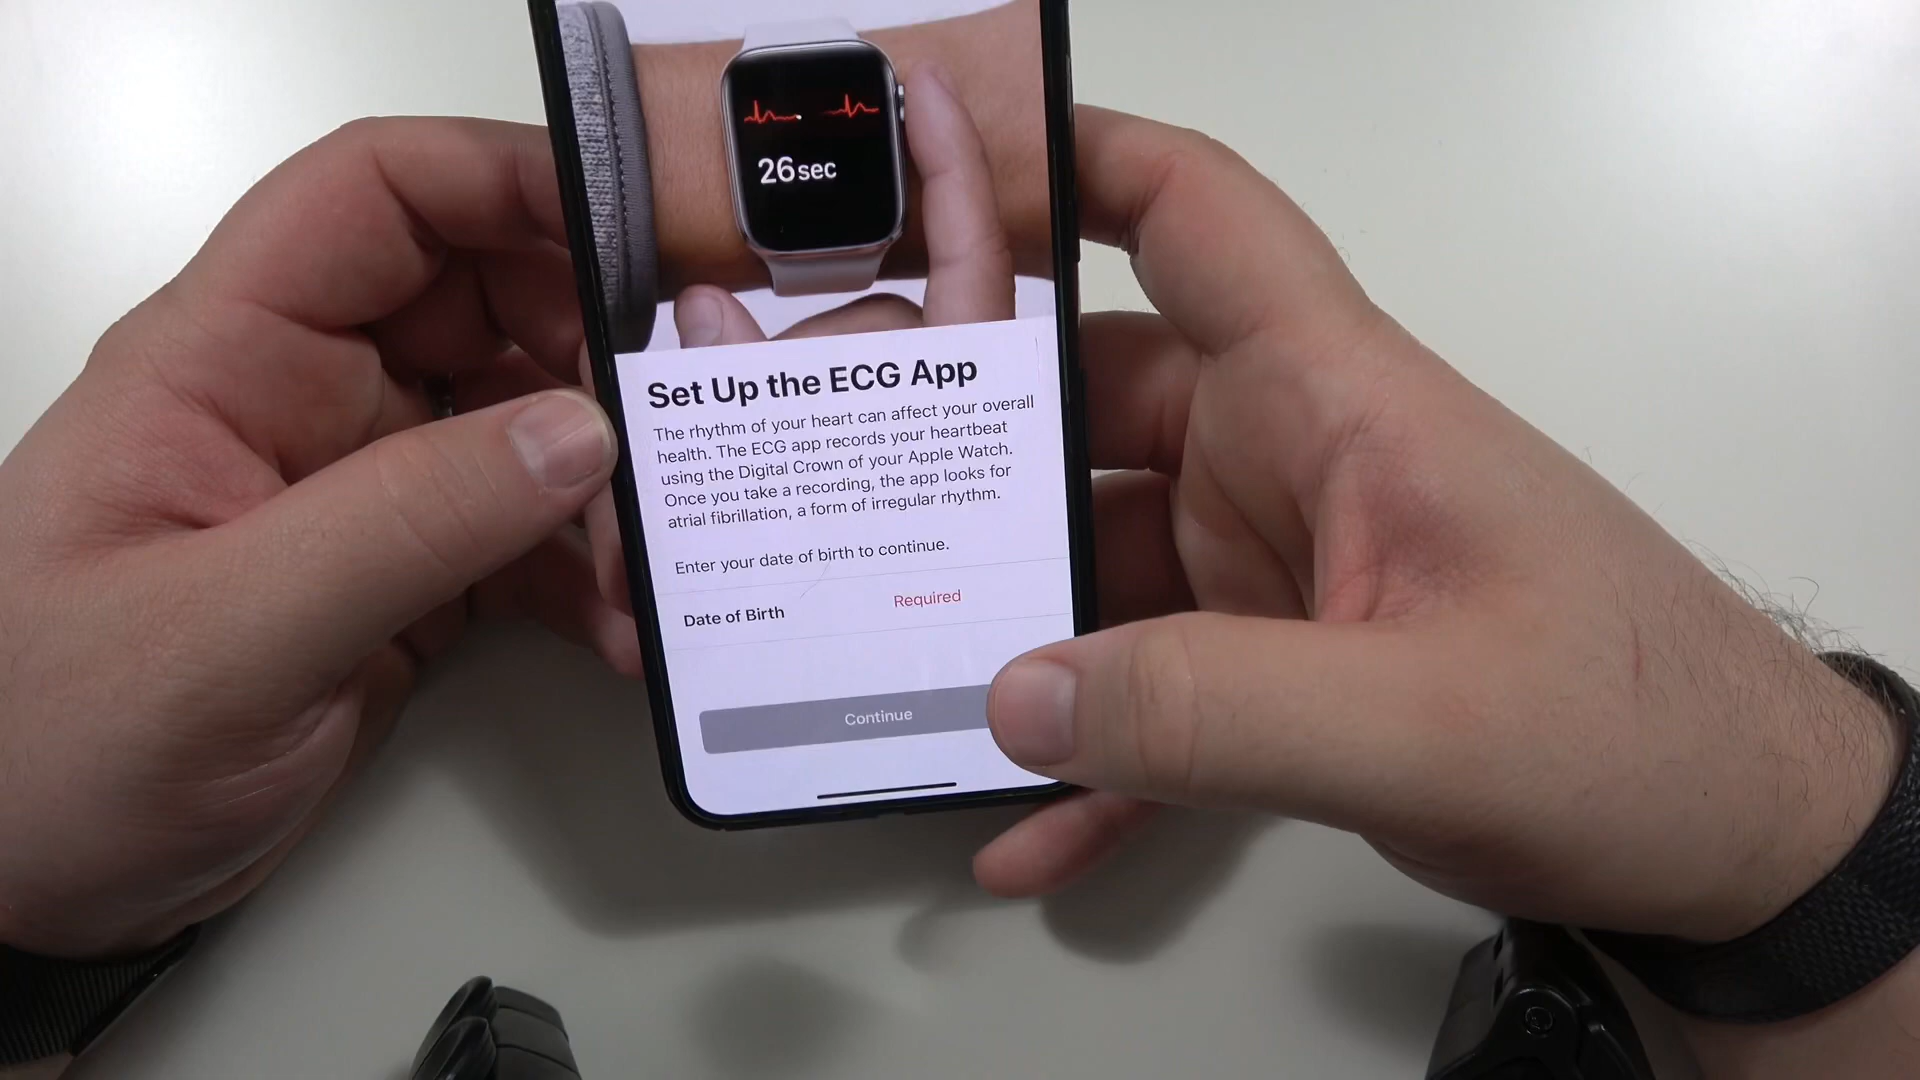 26 sec
Set Up the ECG App
The rhythm of your heart can affect your overall
health. The ECG app records your heartbeat
using the Digital Crown of your Apple Watch.
Once you take a recording, the app looks for
atrial fibrillation, a form of irregular rhythm.
Enter your date of birth to continue.
Date of Birth Required
Continue